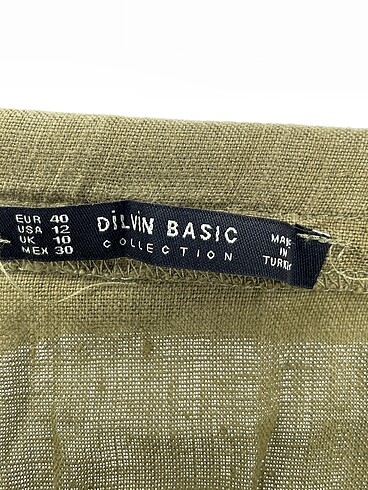 EUR 40
USA 12
UK 10
MEX 30
DİLVİN BASIC
COLLECTION
MADE
IN
TURKEY